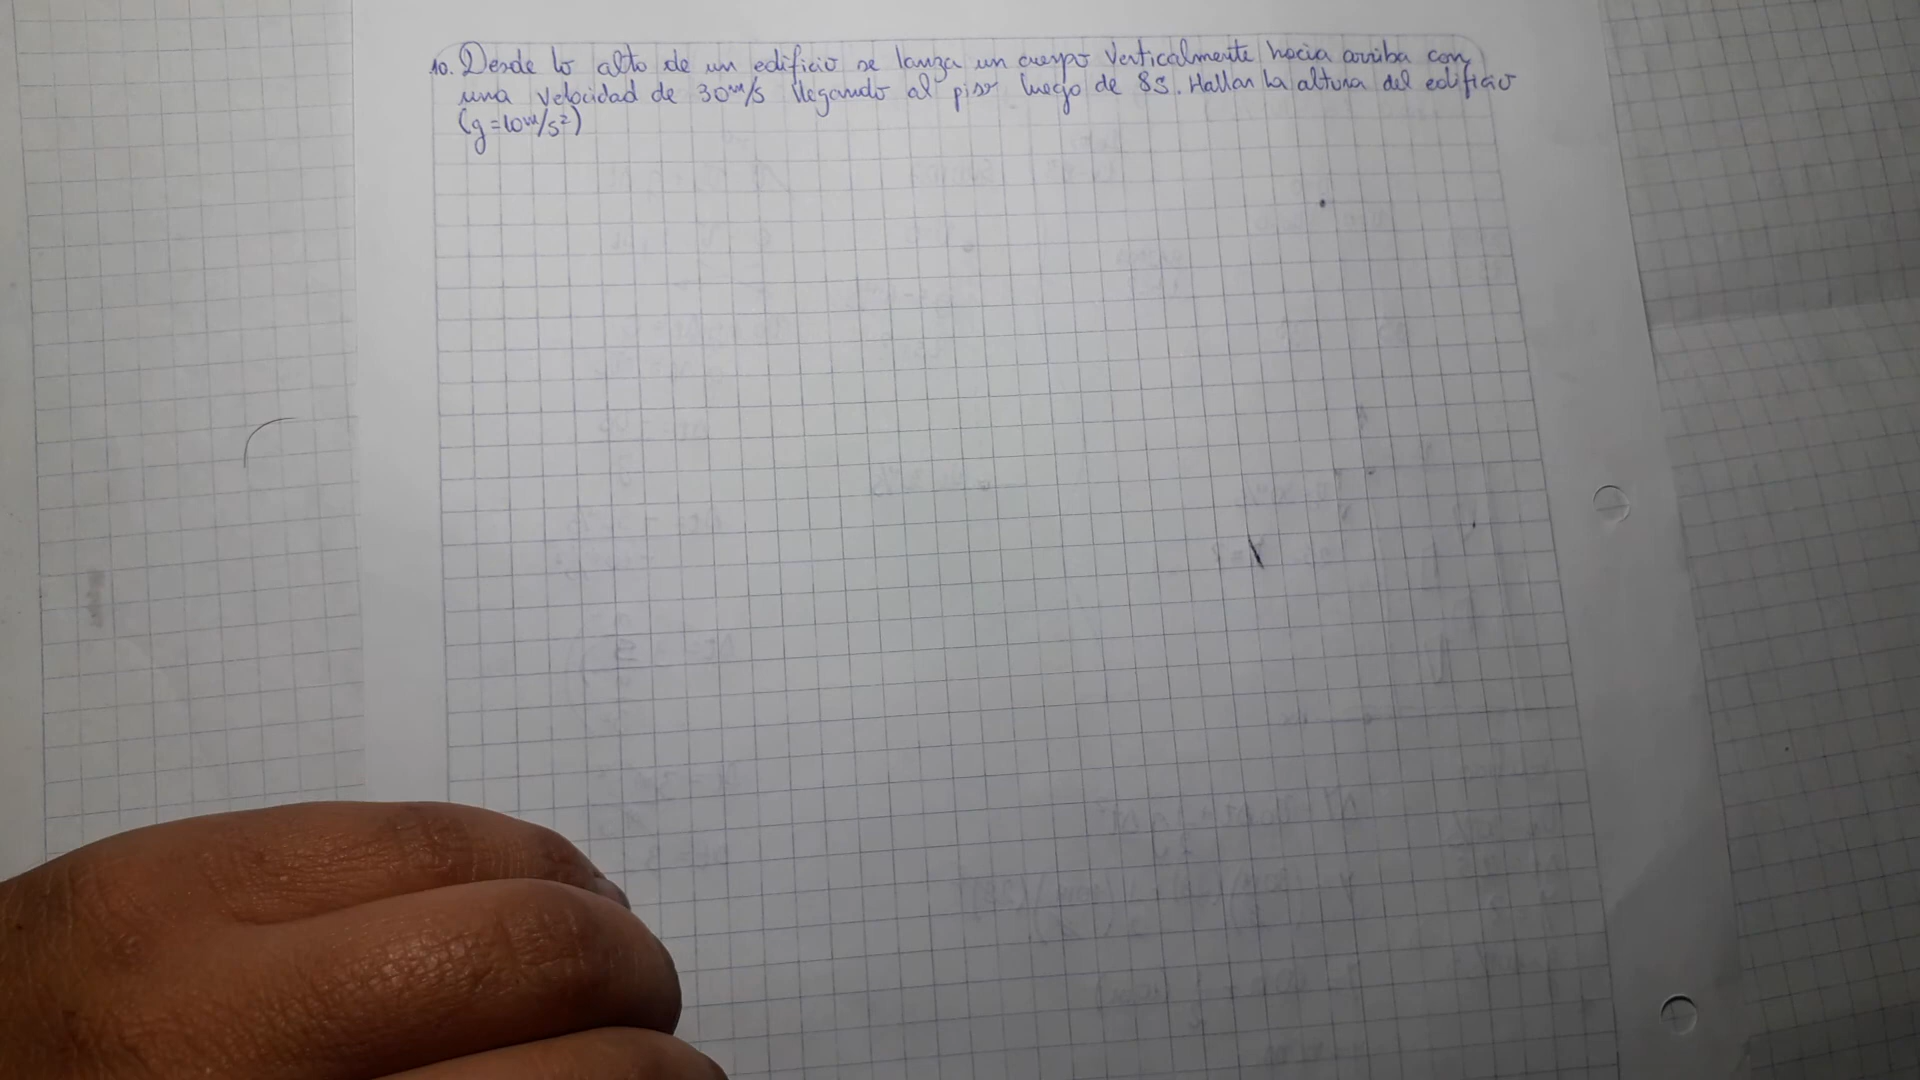 10. Desde lo alto de un edificio se lanza un cuerpo verticalmente hacia arriba con
una velocidad de 30m/s llegando al piso luego de 8s. Hallar la altura del edificio
(g=10m/s²)